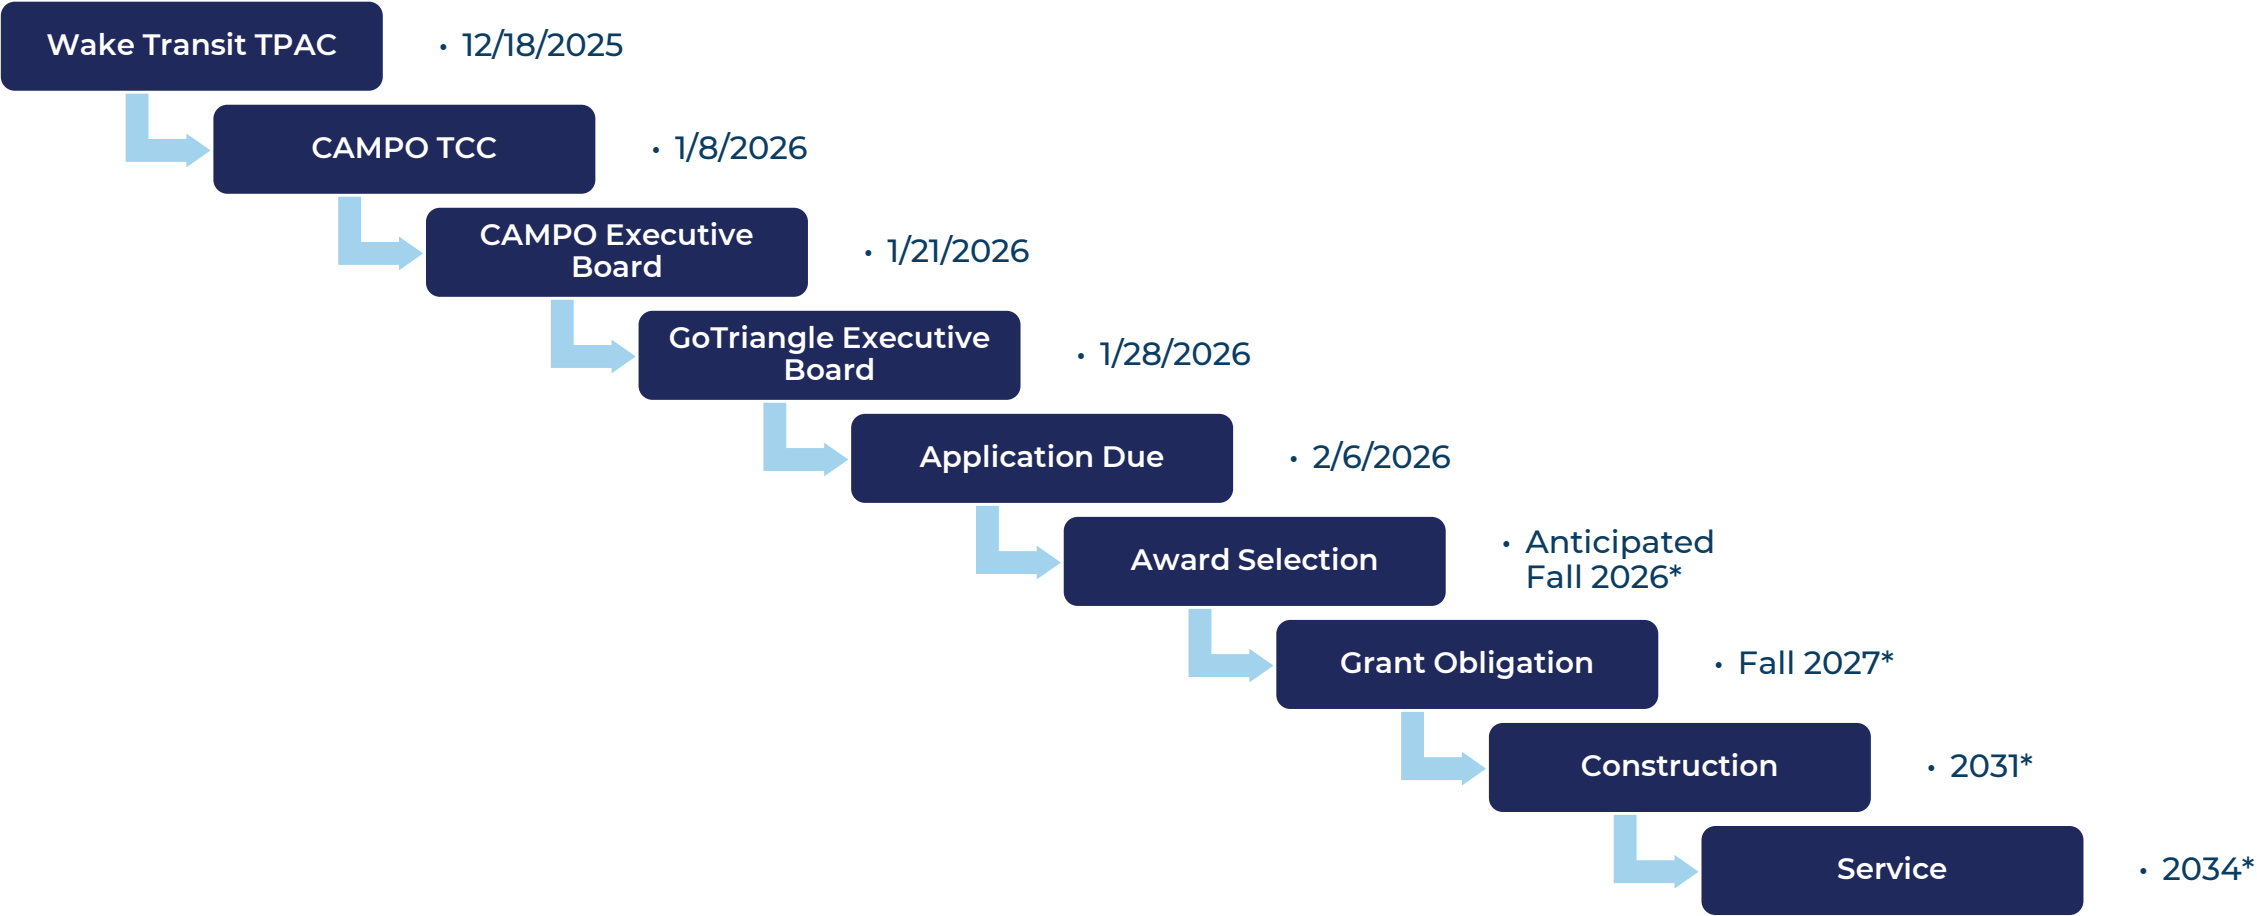 Wake Transit TPAC
• 12/18/2025
CAMPO TCC
• 1/8/2026
CAMPO Executive
Board
• 1/21/2026
GoTriangle Executive
Board
• 1/28/2026
Application Due
• 2/6/2026
Award Selection
• Anticipated
Fall 2026*
Grant Obligation
• Fall 2027*
Construction
• 2031*
Service
• 2034*